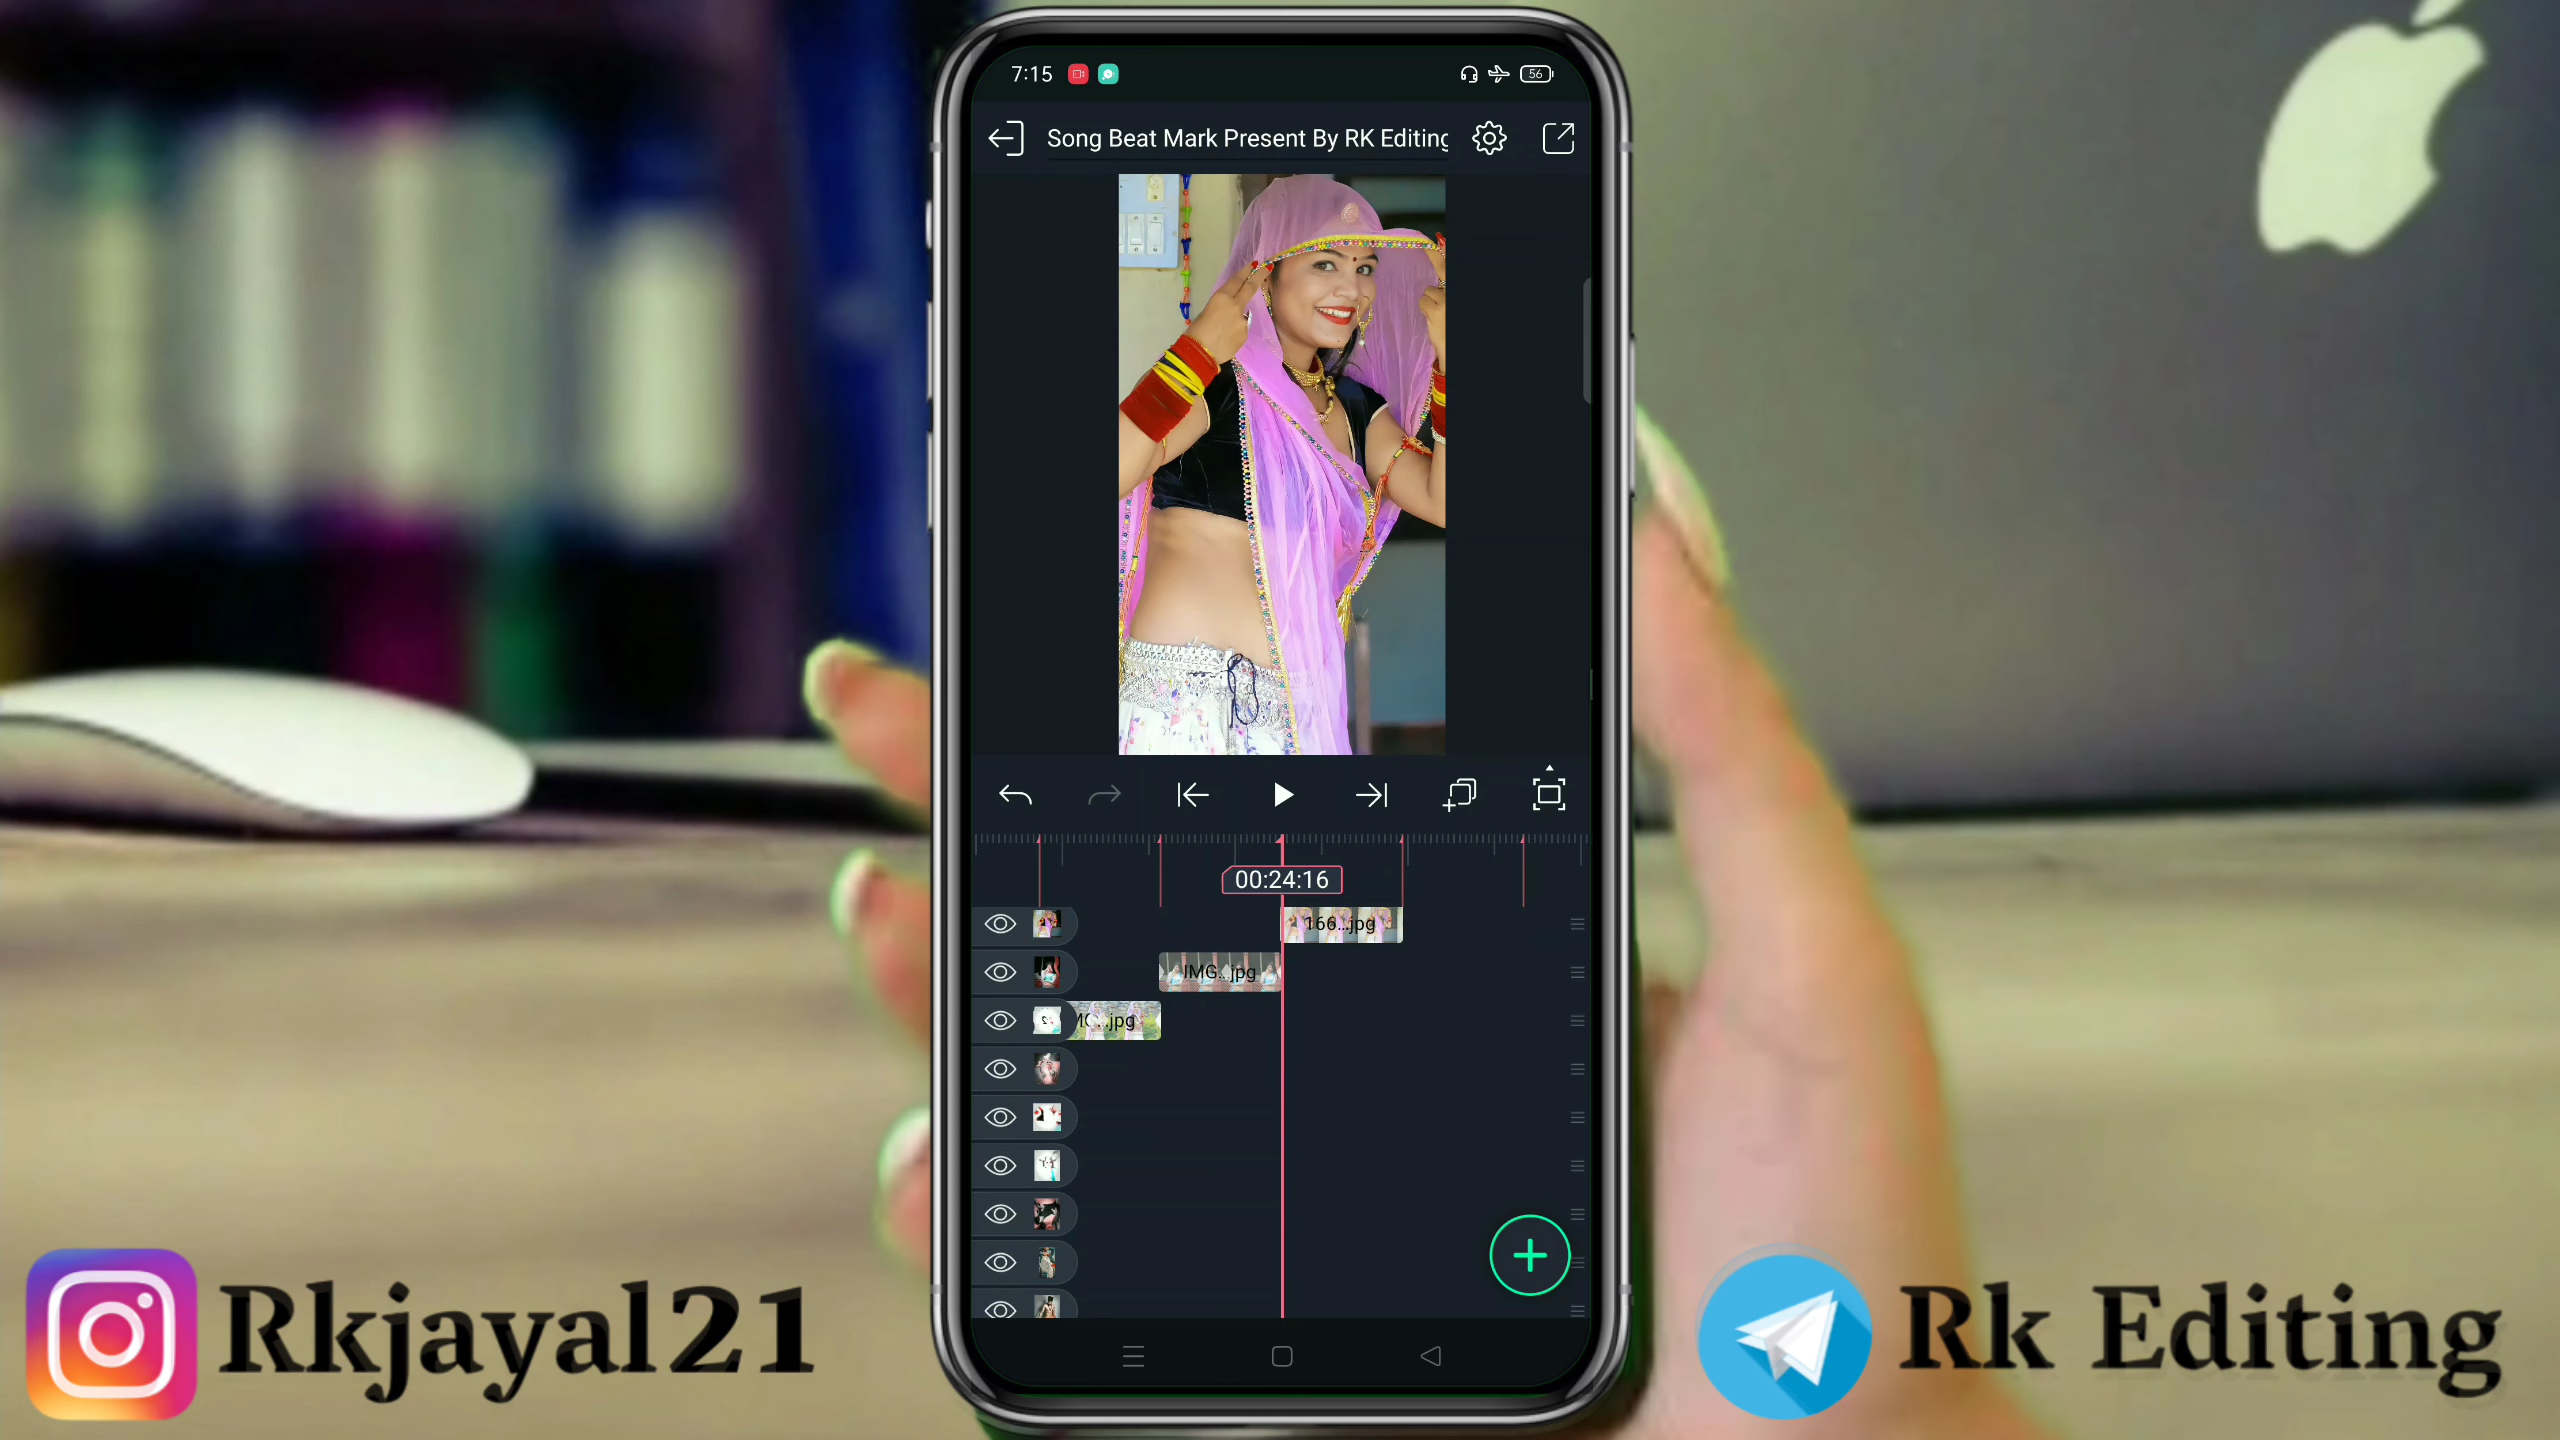 7:15
56
Song Beat Mark Present By RK Editing
00:24:16
166...jpg
IMG...jpg
...jpg
Rkjayal21
Rk Editing